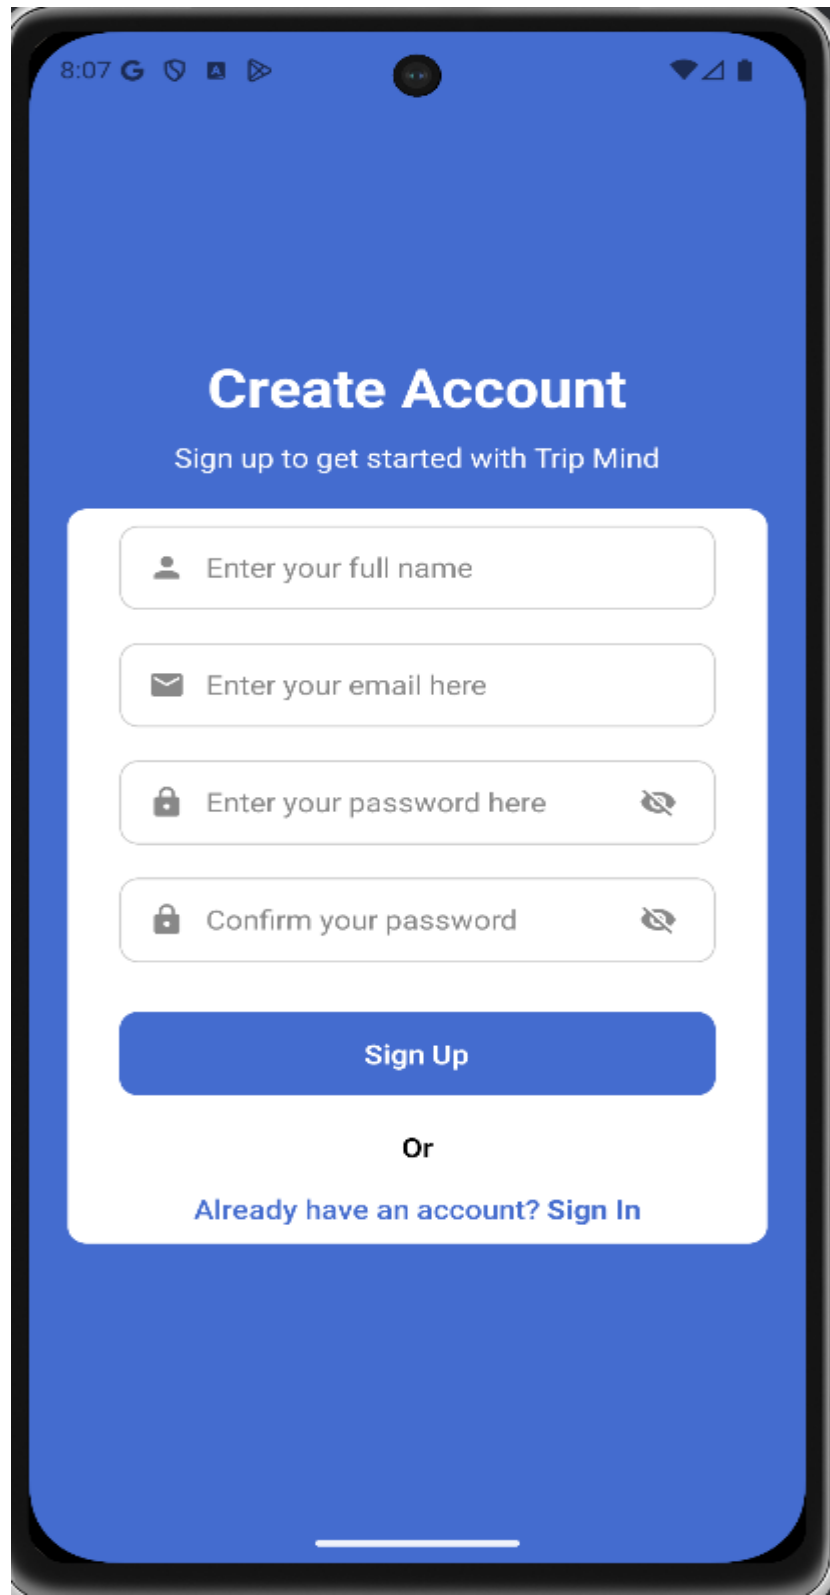 8:07 G
Create Account
Sign up to get started with Trip Mind
Enter your full name
Enter your email here
Enter your password here
Confirm your password
Sign Up
Or
Already have an account? Sign In